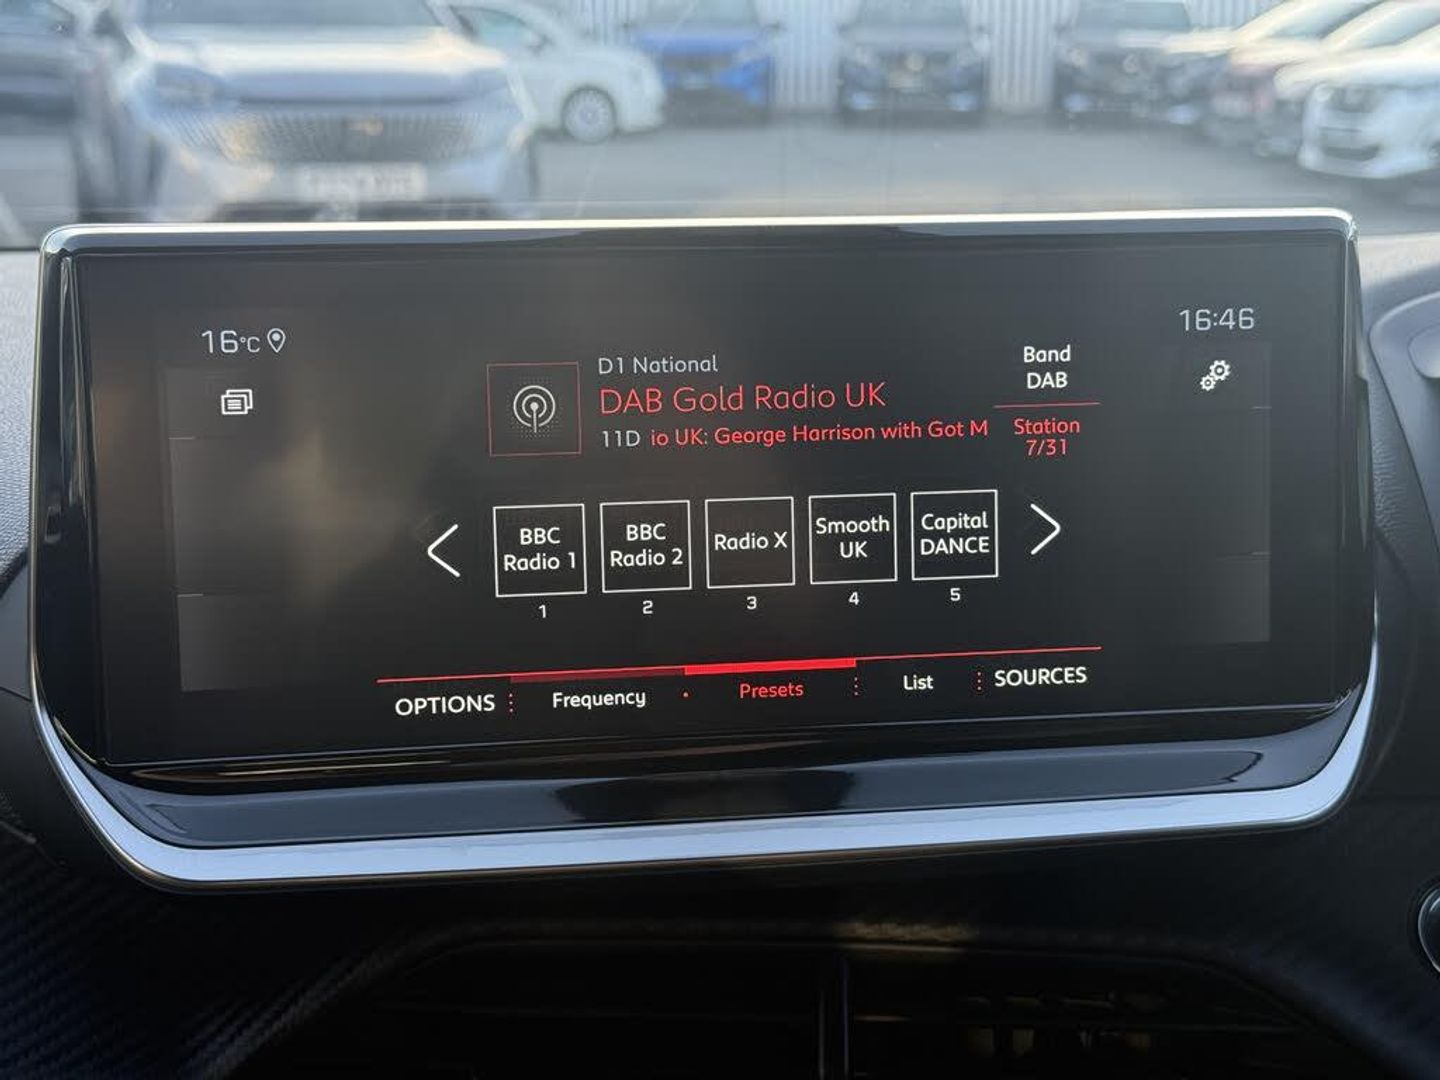 16°C
16:46
D1 National
DAB Gold Radio UK
11D io UK: George Harrison with Got M
Band
DAB
Station
7/31
BBC
Radio 1
1
BBC
Radio 2
2
Radio X
3
Smooth
UK
4
Capital
DANCE
5
OPTIONS
Frequency
Presets
List
SOURCES